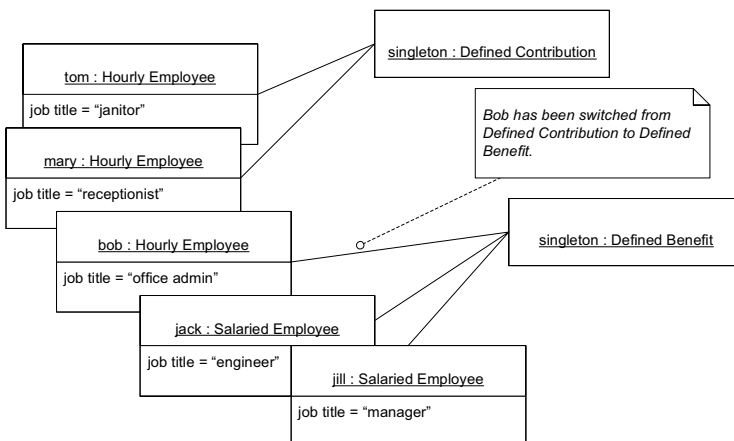 tom : Hourly Employee
job title = “janitor”
singleton : Defined Contribution
mary : Hourly Employee
job title = “receptionist”
Bob has been switched from
Defined Contribution to Defined
Benefit.
bob : Hourly Employee
job title = “office admin”
singleton : Defined Benefit
jack : Salaried Employee
job title = “engineer”
jill : Salaried Employee
job title = “manager”